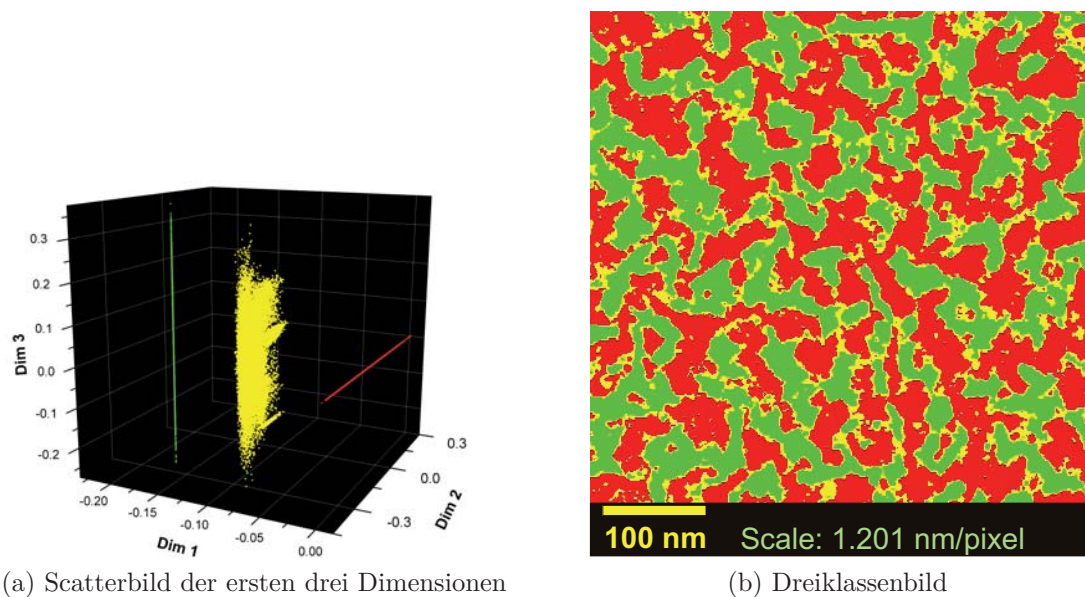 0.3
0.2
0.1
0.0
-0.1
-0.2
Dim 3
-0.20
-0.15
-0.10
-0.05
0.00
Dim 1
0.3
0.0
-0.3
Dim 2
100 nm Scale: 1.201 nm/pixel
(a) Scatterbild der ersten drei Dimensionen
(b) Dreiklassenbild